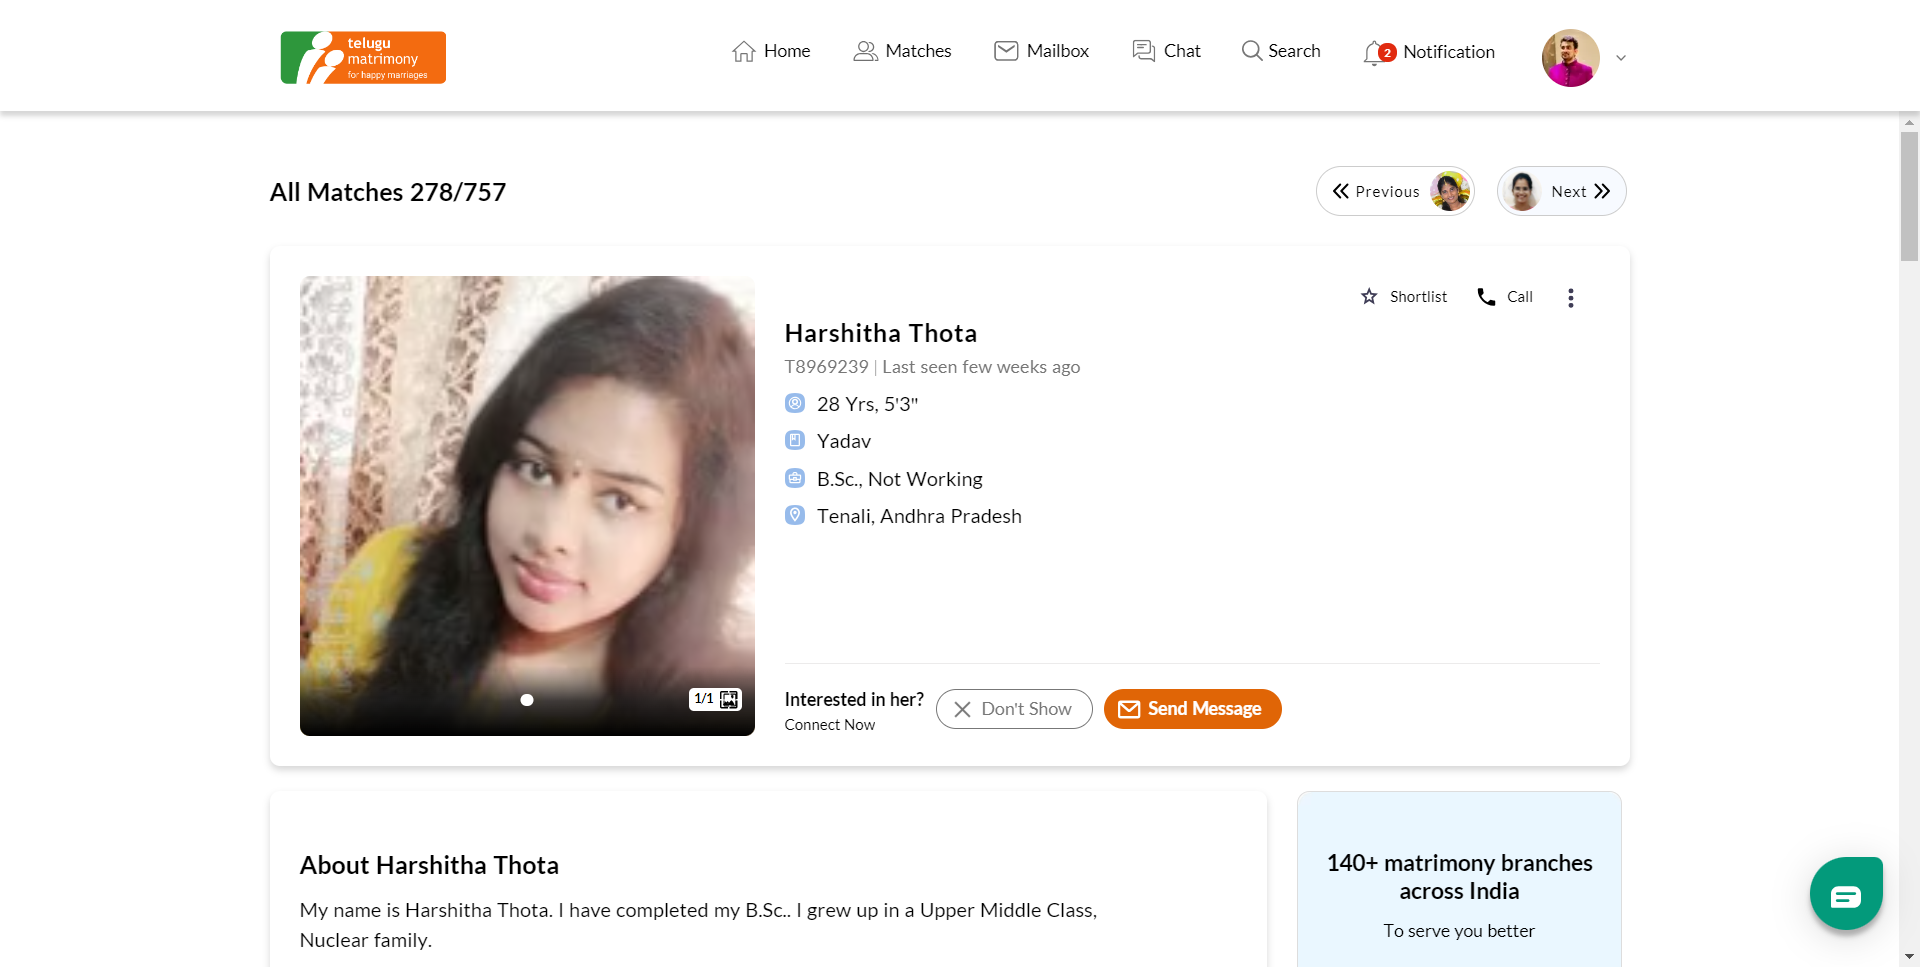 telugu
matrimony
for happy marriages
Home
Matches
Mailbox
Chat
Search
2
Notification
All Matches 278/757
Previous
Next
Shortlist
Call
Harshitha Thota
T8969239 | Last seen few weeks ago
28 Yrs, 5'3"
Yadav
B.Sc., Not Working
Tenali, Andhra Pradesh
1/1
Interested in her?
Connect Now
Don't Show
Send Message
About Harshitha Thota
My name is Harshitha Thota. I have completed my B.Sc.. I grew up in a Upper Middle Class,
Nuclear family.
140+ matrimony branches
across India
To serve you better